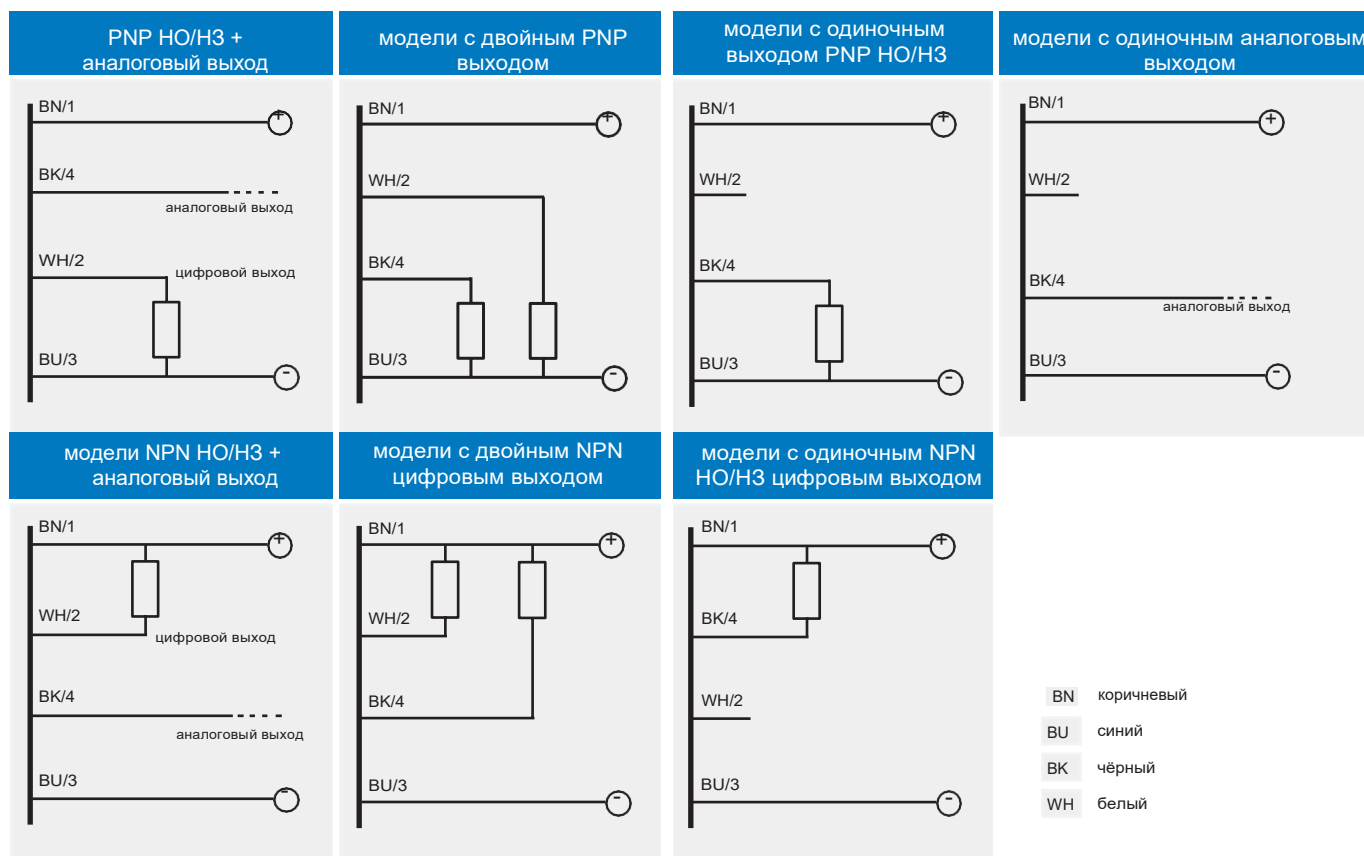 PNP НО/НЗ +
аналоговый выход
BN/1
+
BK/4
аналоговый выход
WH/2
цифровой выход
BU/3
-
модели с двойным PNP
выходом
BN/1
+
WH/2
BK/4
BU/3
-
модели с одиночным
выходом PNP НО/НЗ
BN/1
+
WH/2
BK/4
BU/3
-
модели с одиночным аналоговым
выходом
BN/1
+
WH/2
BK/4
аналоговый выход
BU/3
-
модели NPN НО/НЗ +
аналоговый выход
BN/1
+
WH/2
цифровой выход
BK/4
аналоговый выход
BU/3
-
модели с двойным NPN
цифровым выходом
BN/1
+
WH/2
BK/4
BU/3
-
модели с одиночным NPN
НО/НЗ цифровым выходом
BN/1
+
BK/4
WH/2
BU/3
-
BN коричневый
BU синий
BK чёрный
WH белый